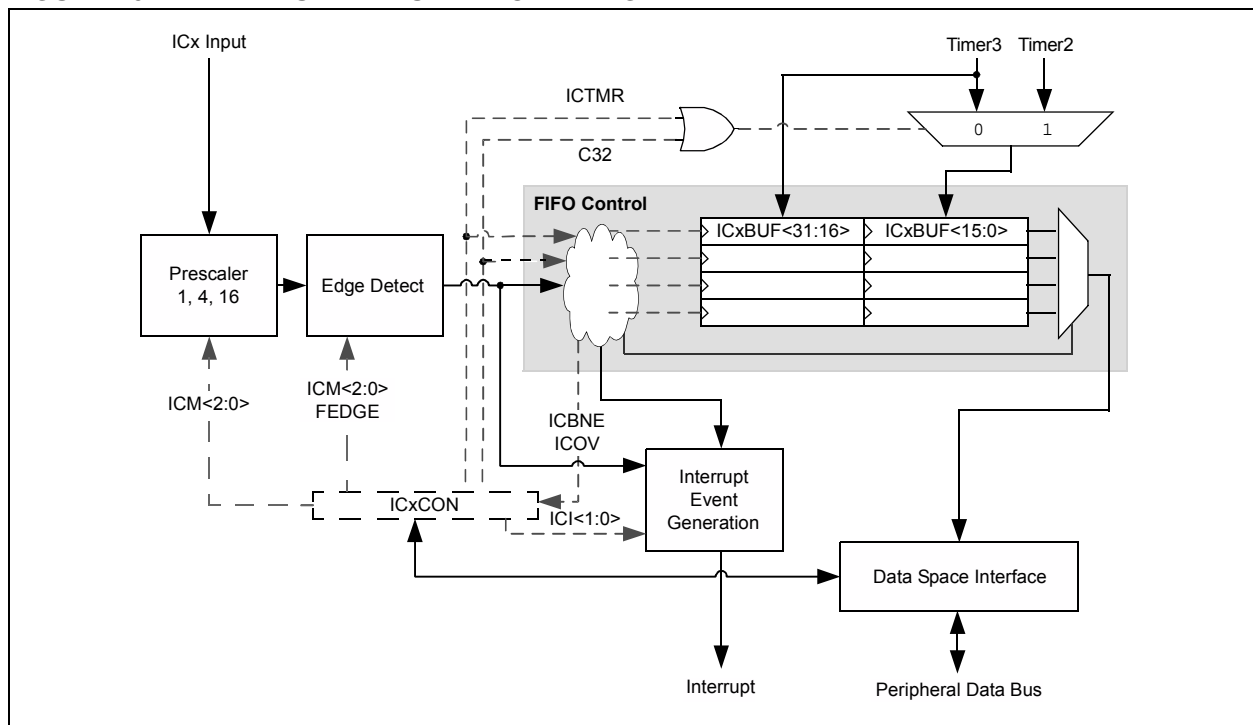 ICx Input
Timer3
Timer2
ICTMR
0
1
C32
FIFO Control
ICxBUF<31:16>
ICxBUF<15:0>
Prescaler
1, 4, 16
Edge Detect
ICM<2:0>
ICM<2:0>
FEDGE
ICBNE
ICOV
Interrupt
Event
Generation
ICxCON
ICI<1:0>
Data Space Interface
Interrupt
Peripheral Data Bus